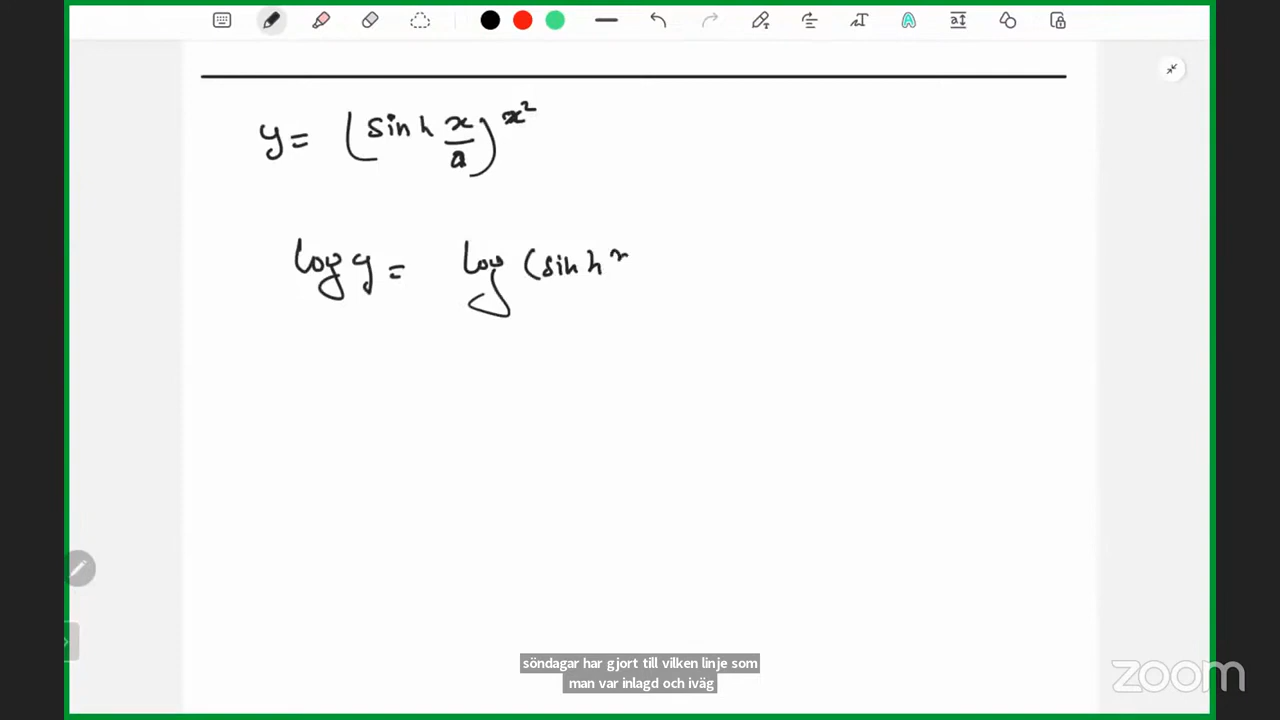 y = (sinh x/a)^x²
log y = log (sinh x
söndagar har gjort till vilken linje som
man var inlagd och iväg
zoom